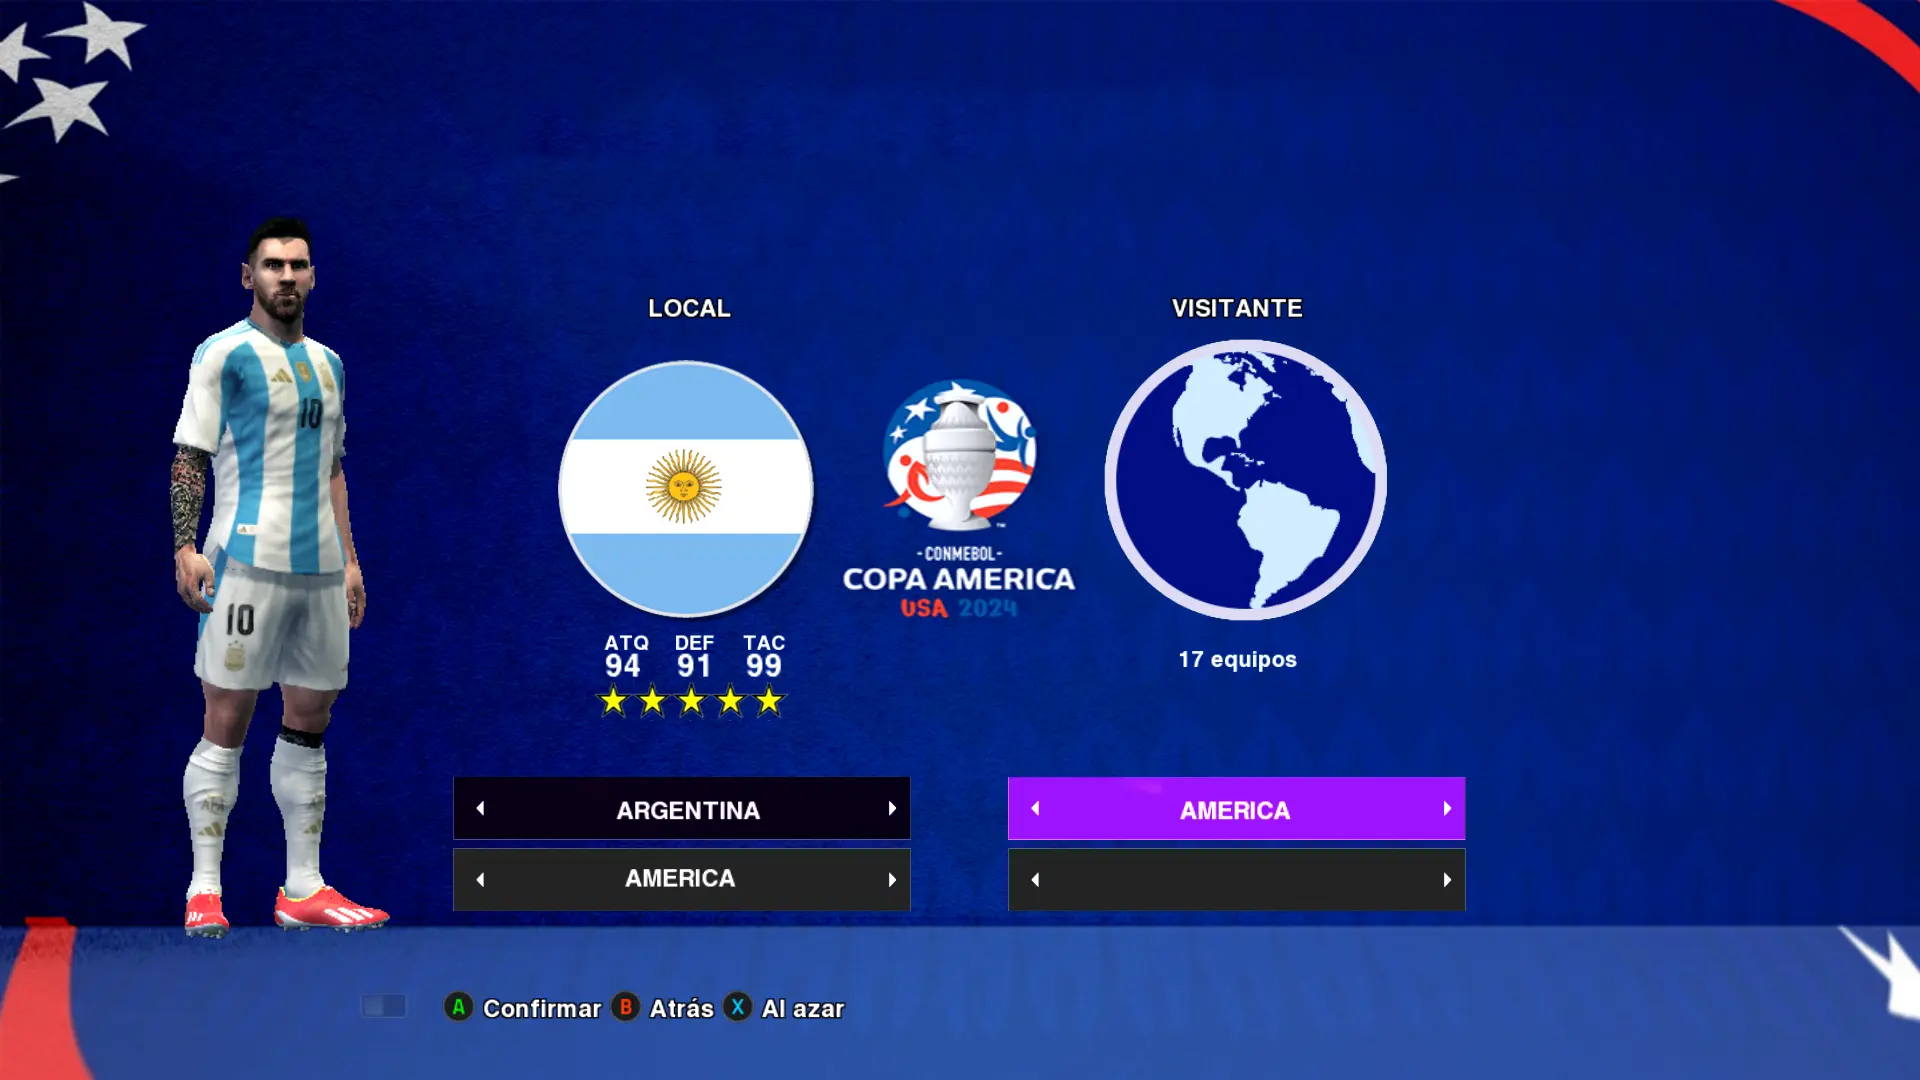 LOCAL
VISITANTE
10
10
-CONMEBOL-
COPA AMERICA
USA 2024
™
ATQ DEF TAC
94 91 99
17 equipos
ARGENTINA
AMERICA
AMERICA
A Confirmar B Atrás X Al azar